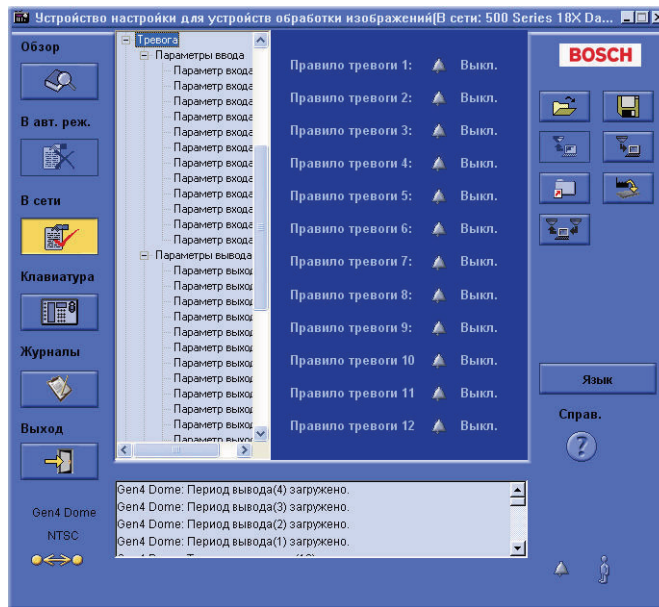 Устройство настройки для устройств обработки изображений(В сети: 500 Series 18X Da...
Обзор
В авт. реж.
В сети
Клавиатура
Журналы
Выход
Gen4 Dome
NTSC
Тревога
Параметры ввода
Параметр входа
Параметр входа
Параметр входа
Параметр входа
Параметр входа
Параметр входа
Параметр входа
Параметр входа
Параметр входа
Параметр входа
Параметр входа
Параметр входа
Параметры вывода
Параметр выход
Параметр выход
Параметр выход
Параметр выход
Параметр выход
Параметр выход
Параметр выход
Параметр выход
Параметр выход
Параметр выход
Параметр выход
Параметр выход
Правило тревоги 1: Выкл.
Правило тревоги 2: Выкл.
Правило тревоги 3: Выкл.
Правило тревоги 4: Выкл.
Правило тревоги 5: Выкл.
Правило тревоги 6: Выкл.
Правило тревоги 7: Выкл.
Правило тревоги 8: Выкл.
Правило тревоги 9: Выкл.
Правило тревоги 10 Выкл.
Правило тревоги 11 Выкл.
Правило тревоги 12 Выкл.
BOSCH
Язык
Справ.
Gen4 Dome: Период вывода(4) загружено.
Gen4 Dome: Период вывода(3) загружено.
Gen4 Dome: Период вывода(2) загружено.
Gen4 Dome: Период вывода(1) загружено.